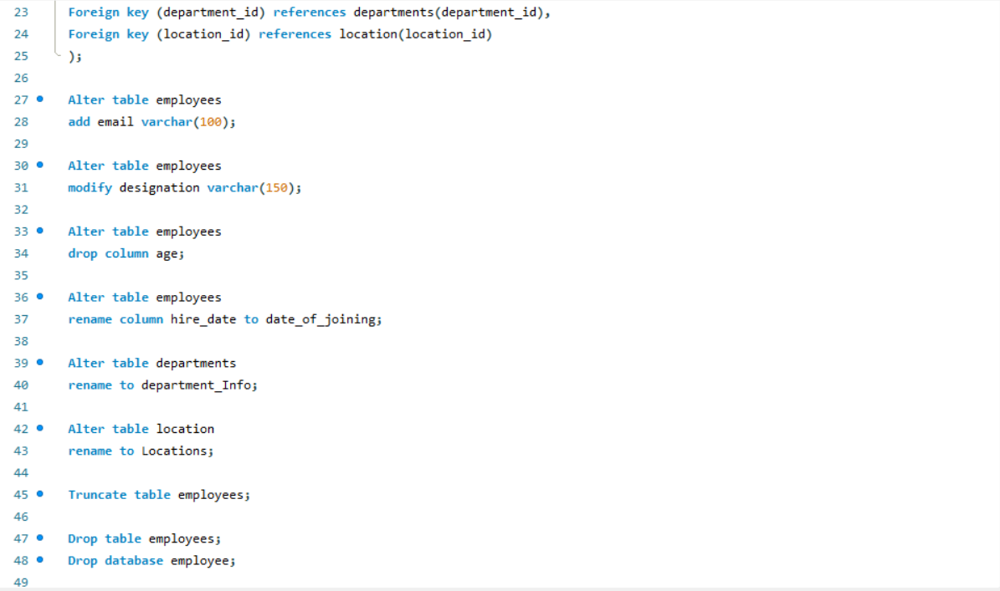 23 Foreign key (department_id) references departments(department_id),
24 Foreign key (location_id) references location(location_id)
25 );
26
27 Alter table employees
28 add email varchar(100);
29
30 Alter table employees
31 modify designation varchar(150);
32
33 Alter table employees
34 drop column age;
35
36 Alter table employees
37 rename column hire_date to date_of_joining;
38
39 Alter table departments
40 rename to department_Info;
41
42 Alter table location
43 rename to Locations;
44
45 Truncate table employees;
46
47 Drop table employees;
48 Drop database employee;
49